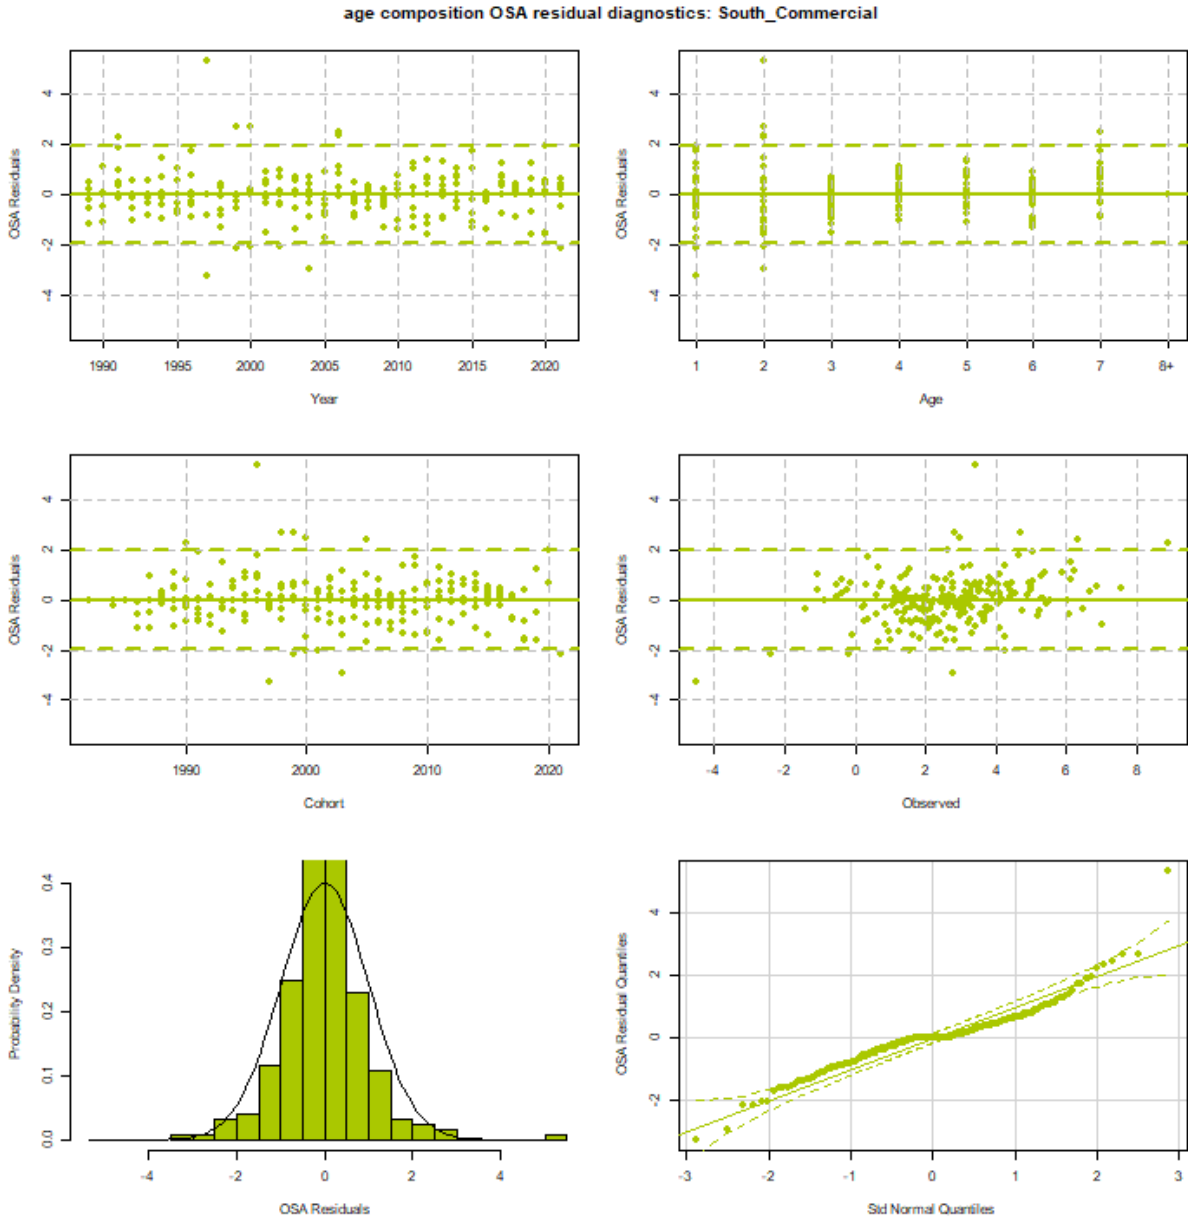 age composition OSA residual diagnostics: South_Commercial
OSA Residuals
4
2
0
-2
-4
1990 1995 2000 2005 2010 2015 2020
Year
OSA Residuals
4
2
0
-2
-4
1 2 3 4 5 6 7 8+
Age
OSA Residuals
4
2
0
-2
-4
1990 2000 2010 2020
Cohort
OSA Residuals
4
2
0
-2
-4
-4 -2 0 2 4 6 8
Observed
Probability Density
0.4
0.3
0.2
0.1
0.0
-4 -2 0 2 4
OSA Residuals
OSA Residual Quantiles
4
2
0
-2
-3 -2 -1 0 1 2 3
Std Normal Quantiles